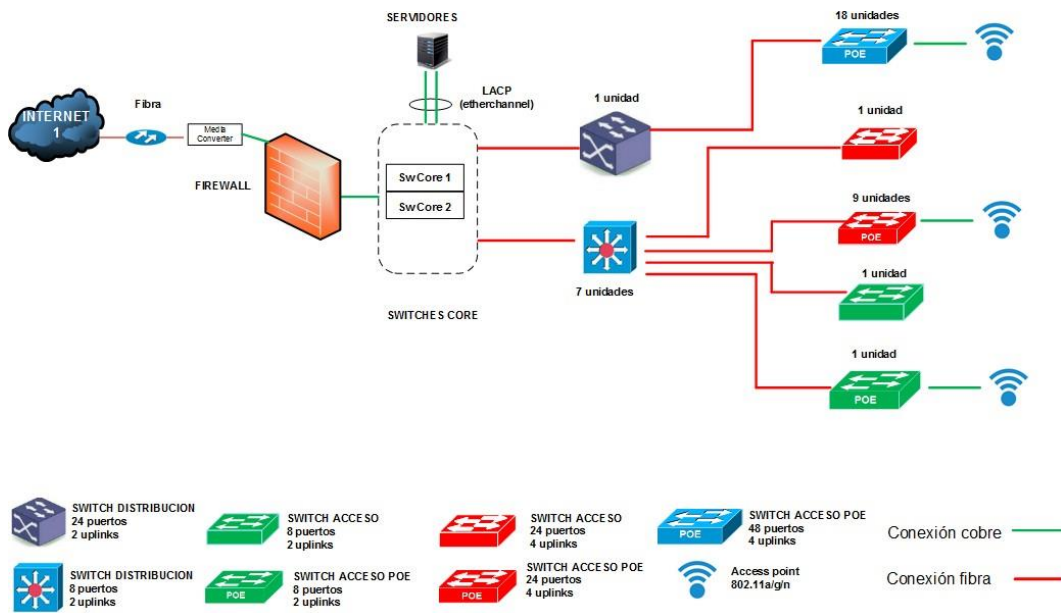 SERVIDORES
LACP
(etherchannel)
Fibra
INTERNET
1
Media
Converter
FIREWALL
SwCore 1
SwCore 2
SWITCHES CORE
1 unidad
7 unidades
18 unidades
POE
1 unidad
9 unidades
POE
1 unidad
1 unidad
POE
SWITCH DISTRIBUCION
24 puertos
2 uplinks
SWITCH ACCESO
8 puertos
2 uplinks
SWITCH ACCESO
24 puertos
4 uplinks
POE
SWITCH ACCESO POE
48 puertos
4 uplinks
Conexión cobre
SWITCH DISTRIBUCION
8 puertos
2 uplinks
POE
SWITCH ACCESO POE
8 puertos
2 uplinks
POE
SWITCH ACCESO POE
24 puertos
4 uplinks
Access point
802.11a/g/n
Conexión fibra